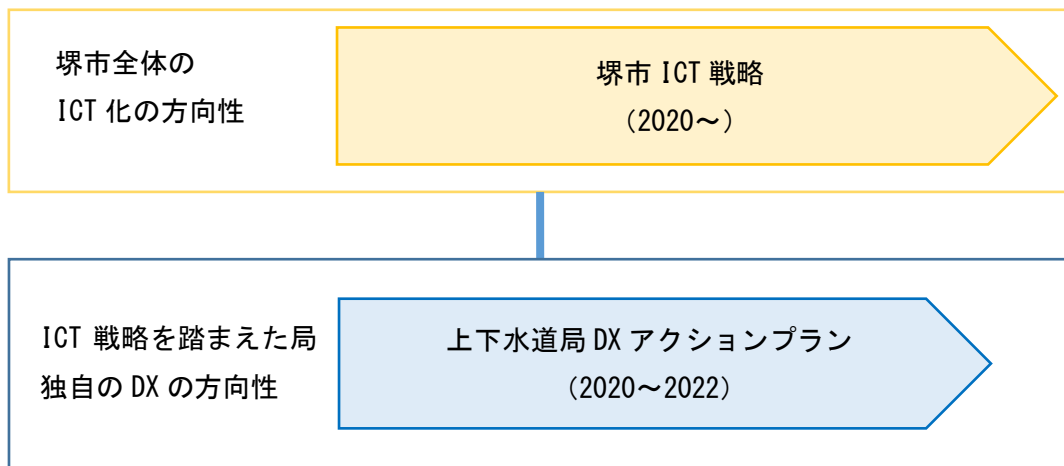 堺市全体の
ICT 化の方向性
堺市 ICT 戦略
（2020～）
ICT 戦略を踏まえた局
独自の DX の方向性
上下水道局 DX アクションプラン
（2020～2022）